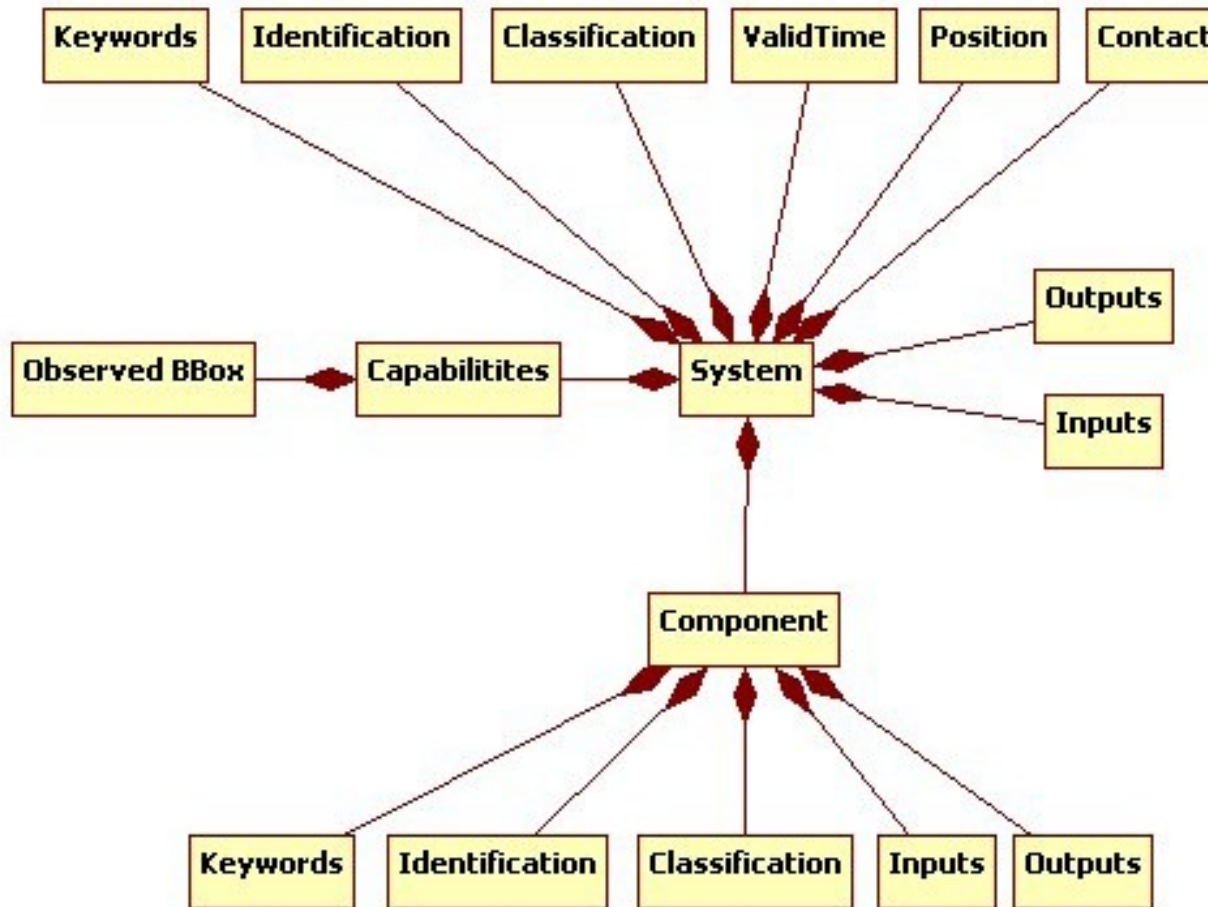 Keywords
Identification
Classification
ValidTime
Position
Contact
Outputs
Observed BBox
Capabilitites
System
Inputs
Component
Keywords
Identification
Classification
Inputs
Outputs